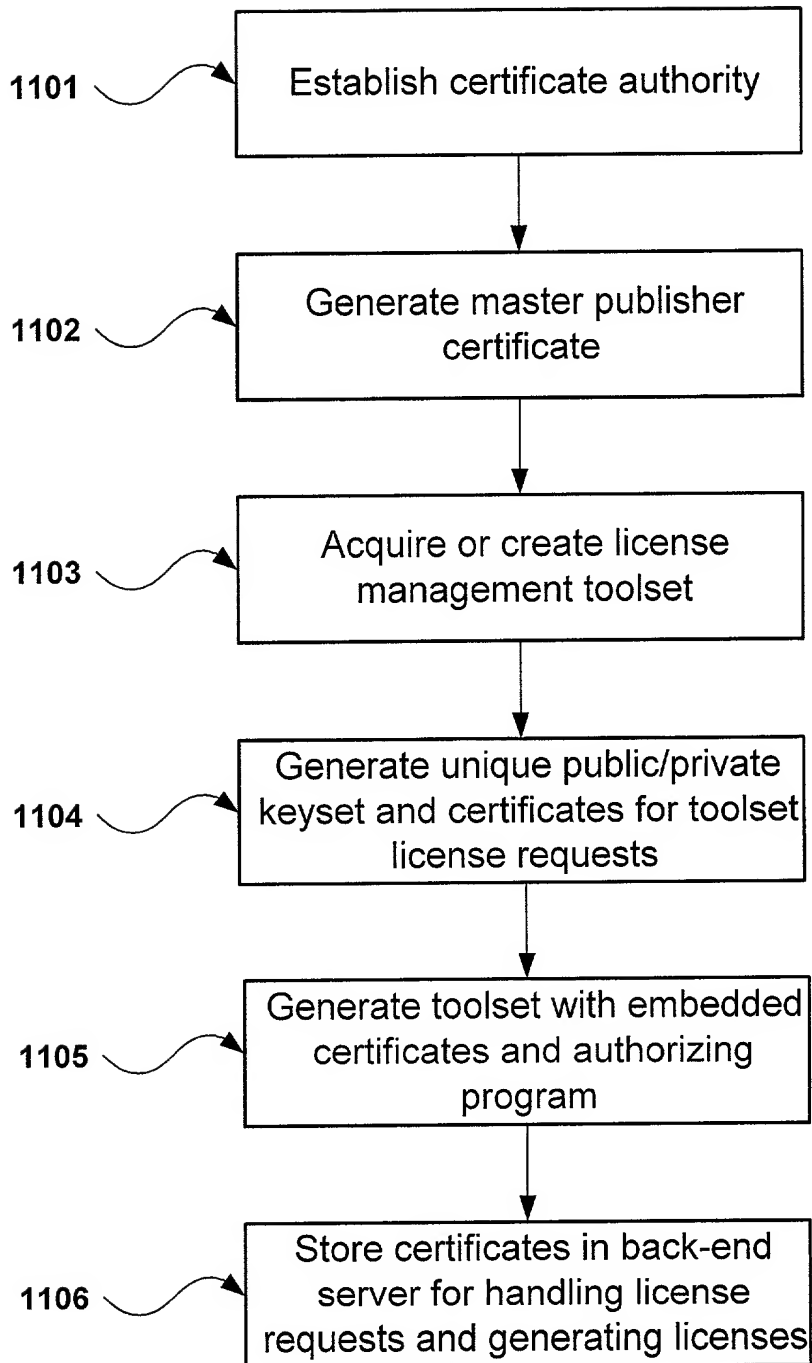 1101
Establish certificate authority
1102
Generate master publisher
certificate
1103
Acquire or create license
management toolset
1104
Generate unique public/private
keyset and certificates for toolset
license requests
1105
Generate toolset with embedded
certificates and authorizing
program
1106
Store certificates in back-end
server for handling license
requests and generating licenses